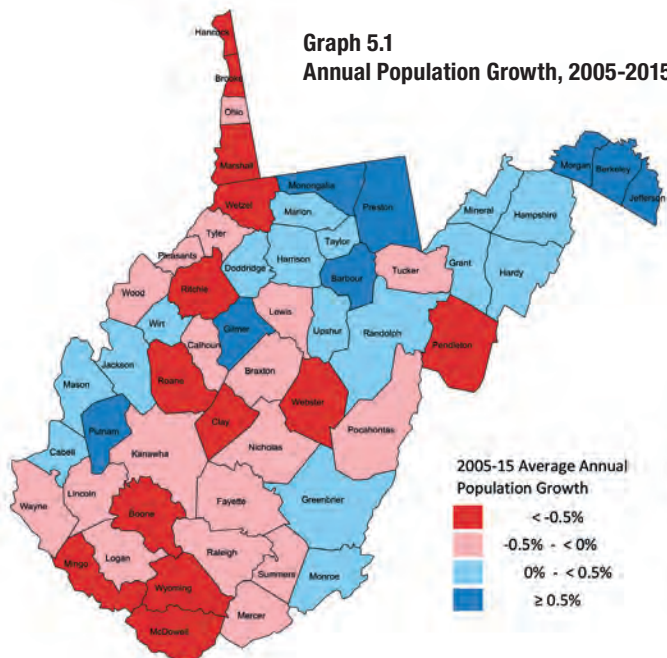 Graph 5.1
Annual Population Growth, 2005-2015
Hancock
Brooke
Ohio
Marshall
Wetzel
Monongalia
Morgan
Berkeley
Jefferson
Marion
Preston
Mineral
Hampshire
Tyler
Taylor
Pleasants
Doddridge
Harrison
Barbour
Tucker
Grant
Hardy
Wood
Ritchie
Wirt
Gilmer
Lewis
Upshur
Randolph
Pendleton
Calhoun
Jackson
Braxton
Mason
Roane
Webster
Putnam
Clay
Pocahontas
Cabell
Kanawha
Nicholas
Wayne
Lincoln
Fayette
Greenbrier
Boone
Logan
Raleigh
Mingo
Summers
Monroe
Wyoming
Mercer
McDowell
2005-15 Average Annual
Population Growth
< -0.5%
-0.5% - < 0%
0% - < 0.5%
≥ 0.5%